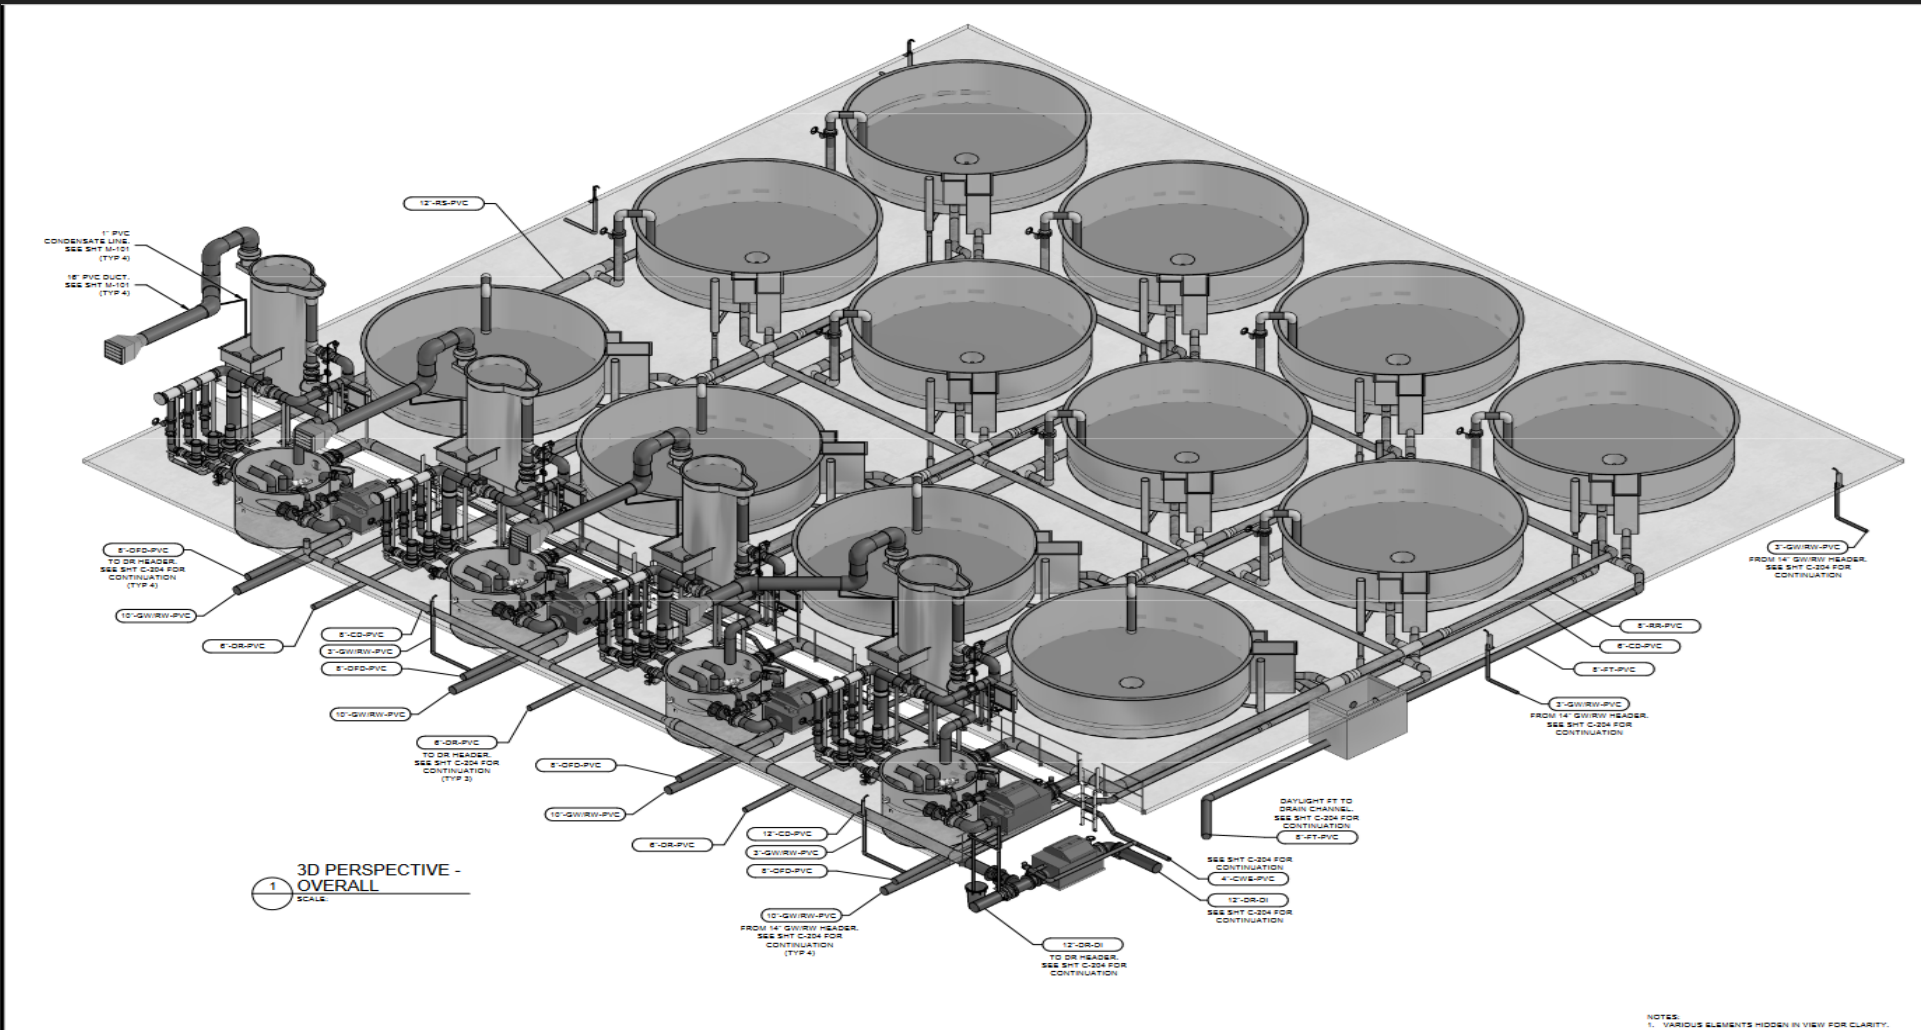 12"-RS-PVC
1" PVC
CONDENSATE LINE.
SEE SHT M-101
(TYP 4)
16" PVC DUCT.
SEE SHT M-101
(TYP 4)
8"-OFD-PVC
TO DR HEADER.
SEE SHT C-204 FOR
CONTINUATION
(TYP 4)
10"-GW/RW-PVC
6"-DR-PVC
8"-CD-PVC
3"-GW/RW-PVC
8"-OFD-PVC
10"-GW/RW-PVC
6"-DR-PVC
TO DR HEADER.
SEE SHT C-204 FOR
CONTINUATION
(TYP 3)
8"-OFD-PVC
10"-GW/RW-PVC
6"-DR-PVC
12"-CD-PVC
3"-GW/RW-PVC
8"-OFD-PVC
10"-GW/RW-PVC
FROM 14" GW/RW HEADER.
SEE SHT C-204 FOR
CONTINUATION
(TYP 4)
3"-GW/RW-PVC
FROM 14" GW/RW HEADER.
SEE SHT C-204 FOR
CONTINUATION
8"-RR-PVC
6"-CD-PVC
8"-FT-PVC
3"-GW/RW-PVC
FROM 14" GW/RW HEADER.
SEE SHT C-204 FOR
CONTINUATION
DAYLIGHT FT TO
DRAIN CHANNEL.
SEE SHT C-204 FOR
CONTINUATION
8"-FT-PVC
SEE SHT C-204 FOR
CONTINUATION
4"-CWE-PVC
12"-DR-DI
SEE SHT C-204 FOR
CONTINUATION
12"-DR-DI
TO DR HEADER.
SEE SHT C-204 FOR
CONTINUATION
1
3D PERSPECTIVE -
OVERALL
SCALE:
NOTES:
1. VARIOUS ELEMENTS HIDDEN IN VIEW FOR CLARITY.